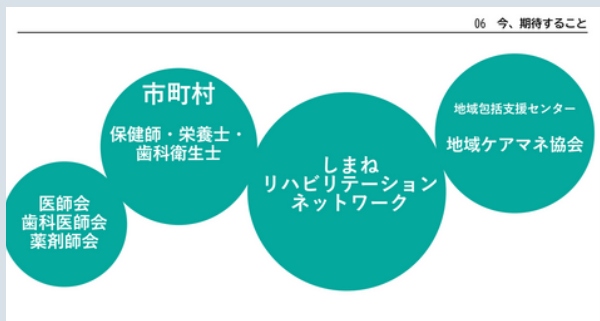 06 今、期待すること
医師会
歯科医師会
薬剤師会
市町村
保健師・栄養士・
歯科衛生士
しまね
リハビリテーション
ネットワーク
地域包括支援センター
地域ケアマネ協会